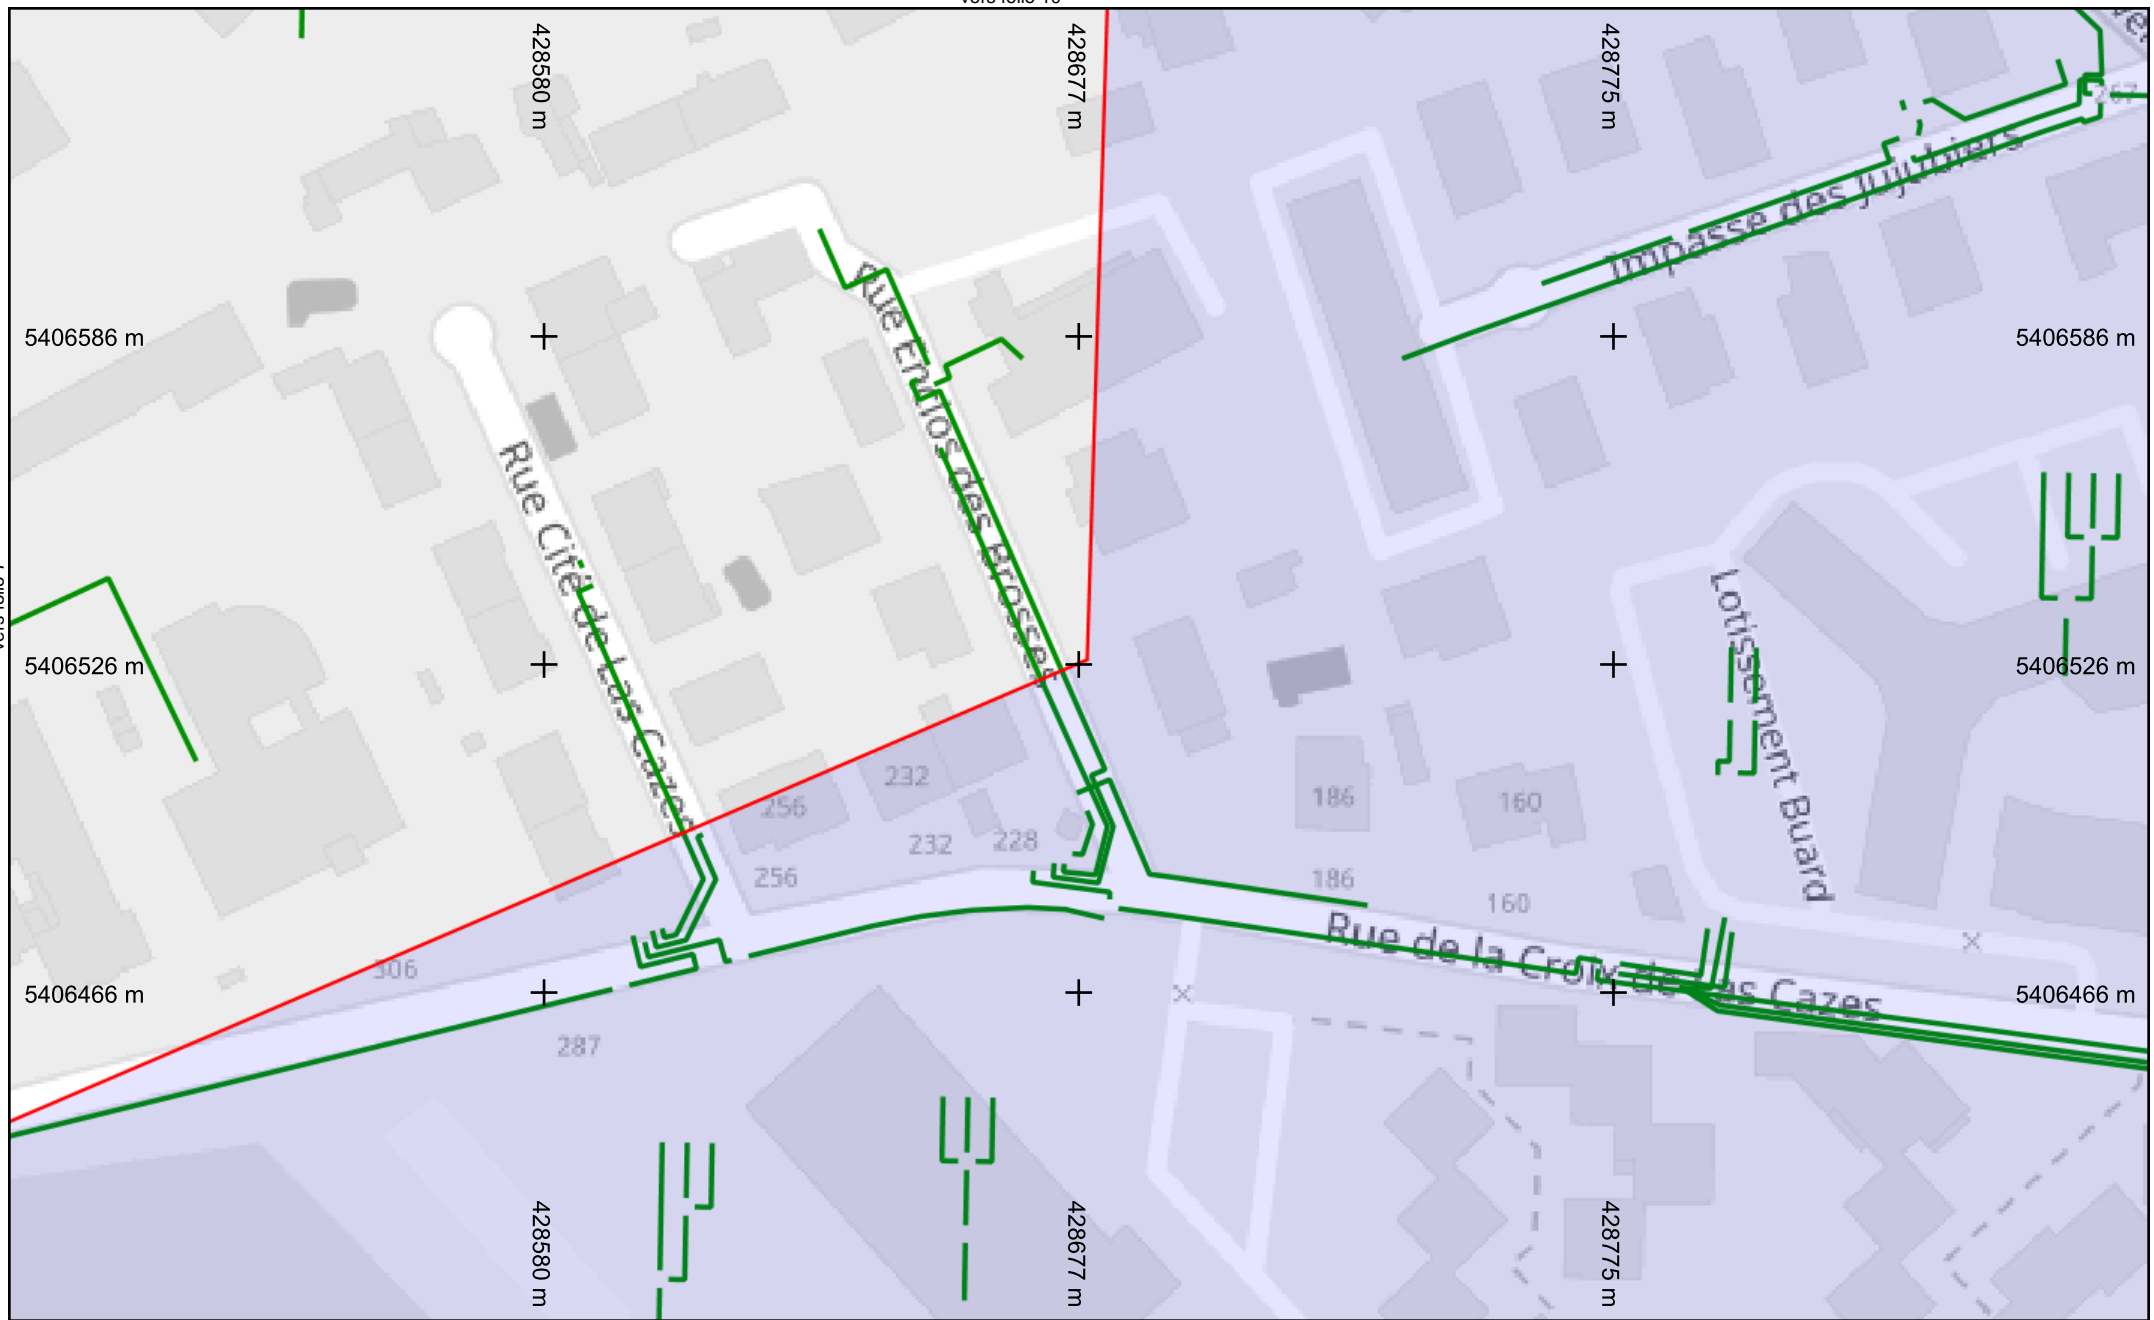 428580 m
428677 m
428775 m
267
Impasse des Jujubiers
Rue Enclos des Brosses
5406586 m
5406586 m
Rue Cité de Las Cazes
Lotissement Buard
5406526 m
5406526 m
232
256
186
160
232
228
256
186
160
Rue de la Croix de Las Cazes
306
5406466 m
5406466 m
287
428580 m
428677 m
428775 m